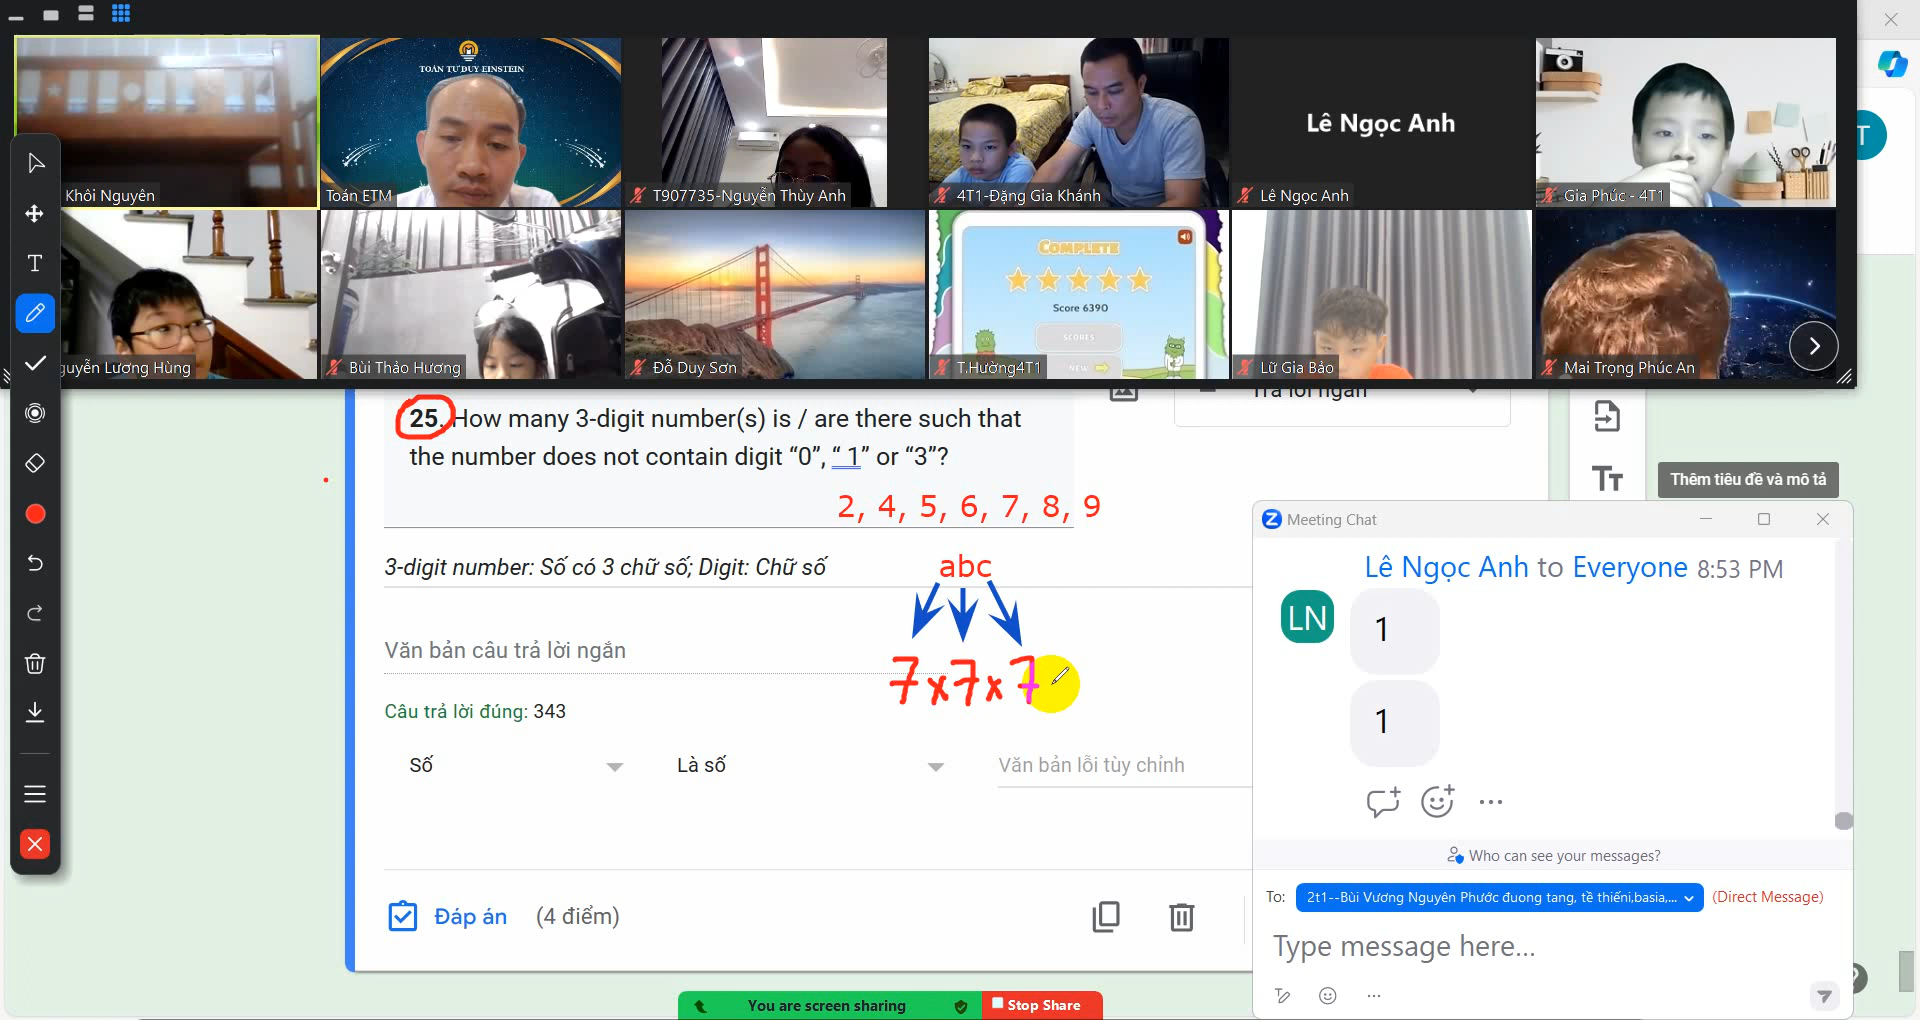 TOÁN TƯ DUY EINSTEIN
Khôi Nguyên
Toán ETM
T907735-Nguyễn Thùy Anh
4T1-Đặng Gia Khánh
Lê Ngọc Anh
Lê Ngọc Anh
Gia Phúc - 4T1
T
COMPLETE
Score 6390
SCORES
NEW
guyễn Lương Hùng
Bùi Thảo Hương
Đỗ Duy Sơn
T.Hường4T1
Lữ Gia Bảo
Mai Trọng Phúc An
T
Trả lời ngắn
25. How many 3-digit number(s) is / are there such that
the number does not contain digit “0”, “ 1” or “3”?
2, 4, 5, 6, 7, 8, 9
Tт
Thêm tiêu đề và mô tả
3-digit number: Số có 3 chữ số; Digit: Chữ số
abc
Văn bản câu trả lời ngắn
7x7x7
Câu trả lời đúng: 343
Số
Là số
Văn bản lỗi tùy chỉnh
Đáp án
(4 điểm)
Meeting Chat
Lê Ngọc Anh to Everyone 8:53 PM
LN
1
1
Who can see your messages?
To: 2t1--Bùi Vương Nguyên Phước đuong tang, tề thiếni,basia,... (Direct Message)
Type message here...
You are screen sharing
Stop Share